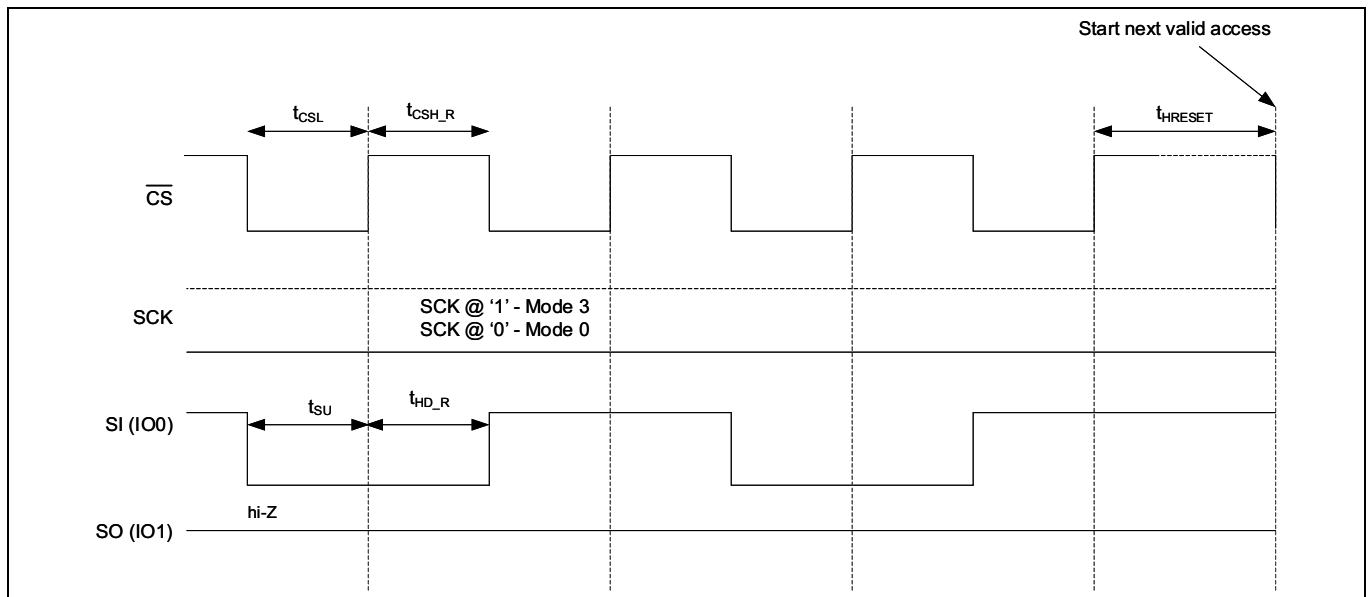 Start next valid access
tCSL
tCSH_R
tHRESET
CS
SCK @ ‘1’ - Mode 3
SCK
SCK @ ‘0’ - Mode 0
tSU
tHD_R
SI (IO0)
hi-Z
SO (IO1)